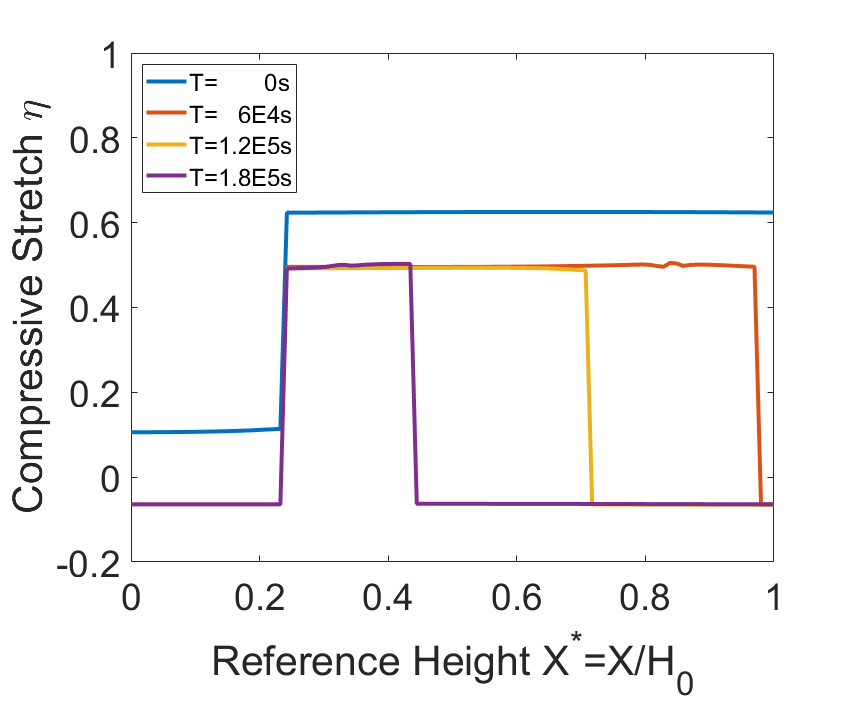 1
0.8
0.6
0.4
0.2
0
-0.2
Compressive Stretch η
T= 0s
T= 6E4s
T=1.2E5s
T=1.8E5s
0 0.2 0.4 0.6 0.8 1
Reference Height X*=X/H0